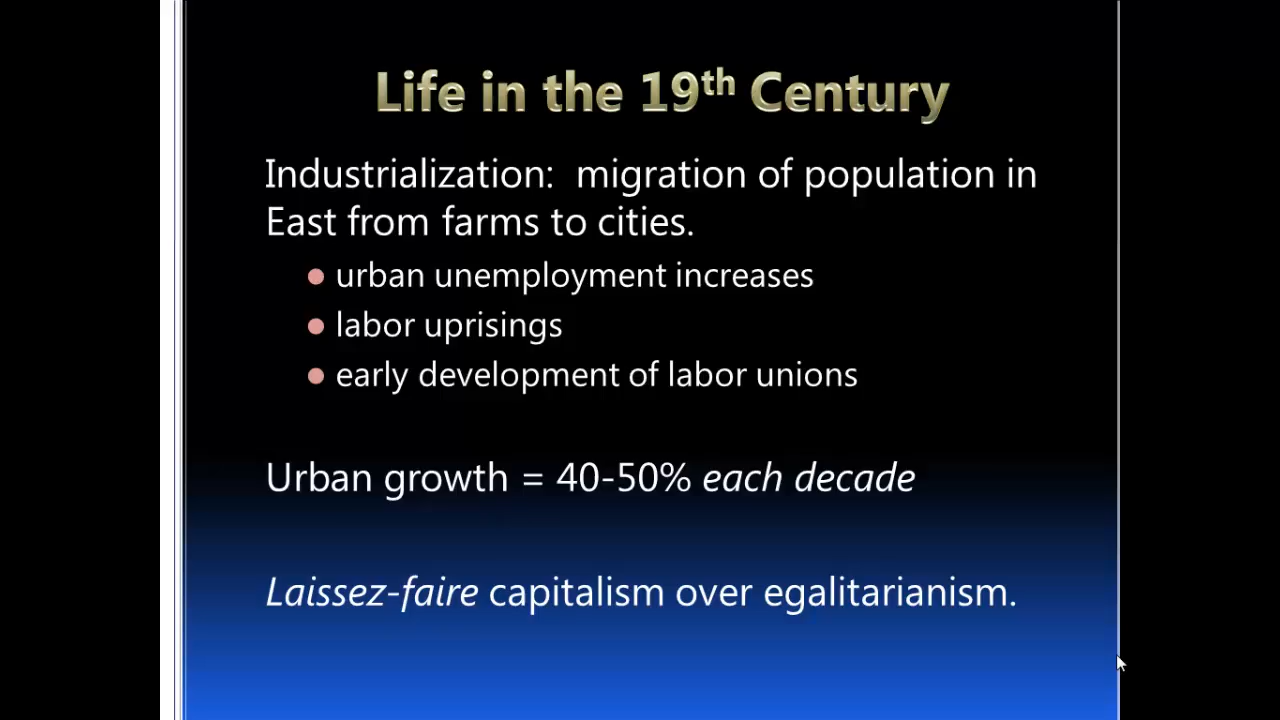 Life in the 19th Century
Industrialization:  migration of population in
East from farms to cities.
urban unemployment increases
labor uprisings
early development of labor unions
Urban growth = 40-50% each decade
Laissez-faire capitalism over egalitarianism.